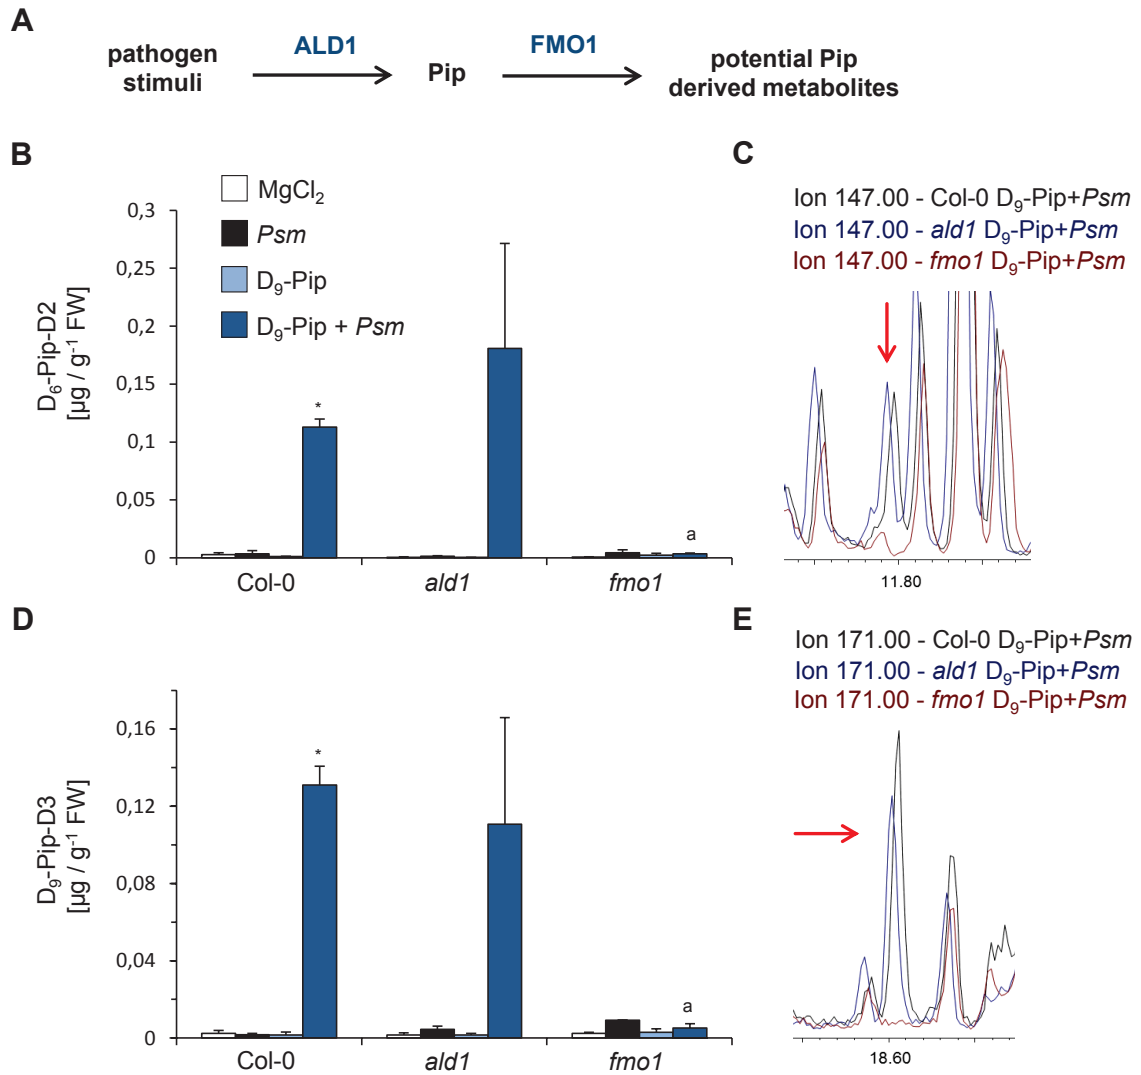 A
pathogen
stimuli
ALD1
Pip
FMO1
potential Pip
derived metabolites
B
MgCl₂
Psm
D₉-Pip
D₉-Pip + Psm
D₆-Pip-D2
[µg / g⁻¹ FW]
0,3
0,25
0,2
0,15
0,1
0,05
0
*
a
Col-0
ald1
fmo1
C
Ion 147.00 - Col-0 D₉-Pip+Psm
Ion 147.00 - ald1 D₉-Pip+Psm
Ion 147.00 - fmo1 D₉-Pip+Psm
11.80
D
D₉-Pip-D3
[µg / g⁻¹ FW]
0,16
0,12
0,08
0,04
0
*
a
Col-0
ald1
fmo1
E
Ion 171.00 - Col-0 D₉-Pip+Psm
Ion 171.00 - ald1 D₉-Pip+Psm
Ion 171.00 - fmo1 D₉-Pip+Psm
18.60